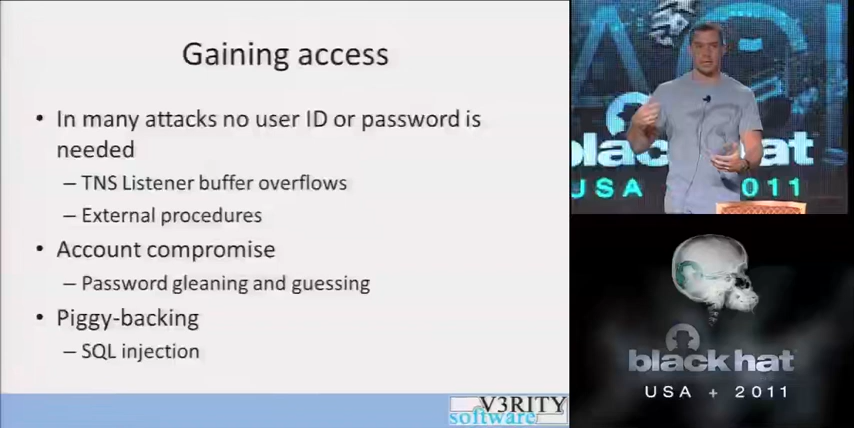 Gaining access
• In many attacks no user ID or password is
needed
– TNS Listener buffer overflows
– External procedures
• Account compromise
– Password gleaning and guessing
• Piggy-backing
– SQL injection
V3RITY
software
black hat
USA 2011
black hat
USA + 2011